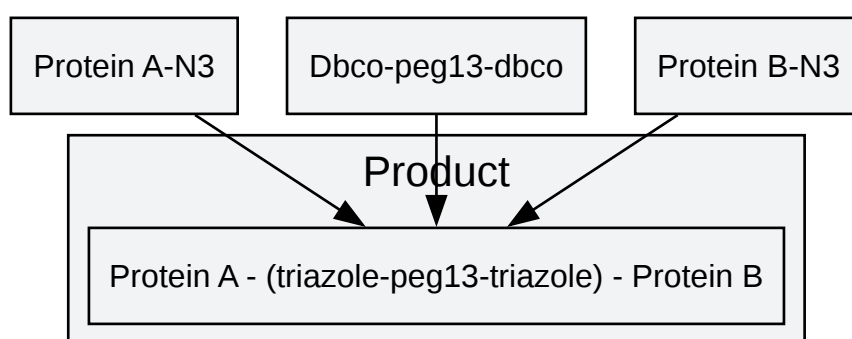 Protein A-N3
Dbco-peg13-dbco
Protein B-N3
Product
Protein A - (triazole-peg13-triazole) - Protein B